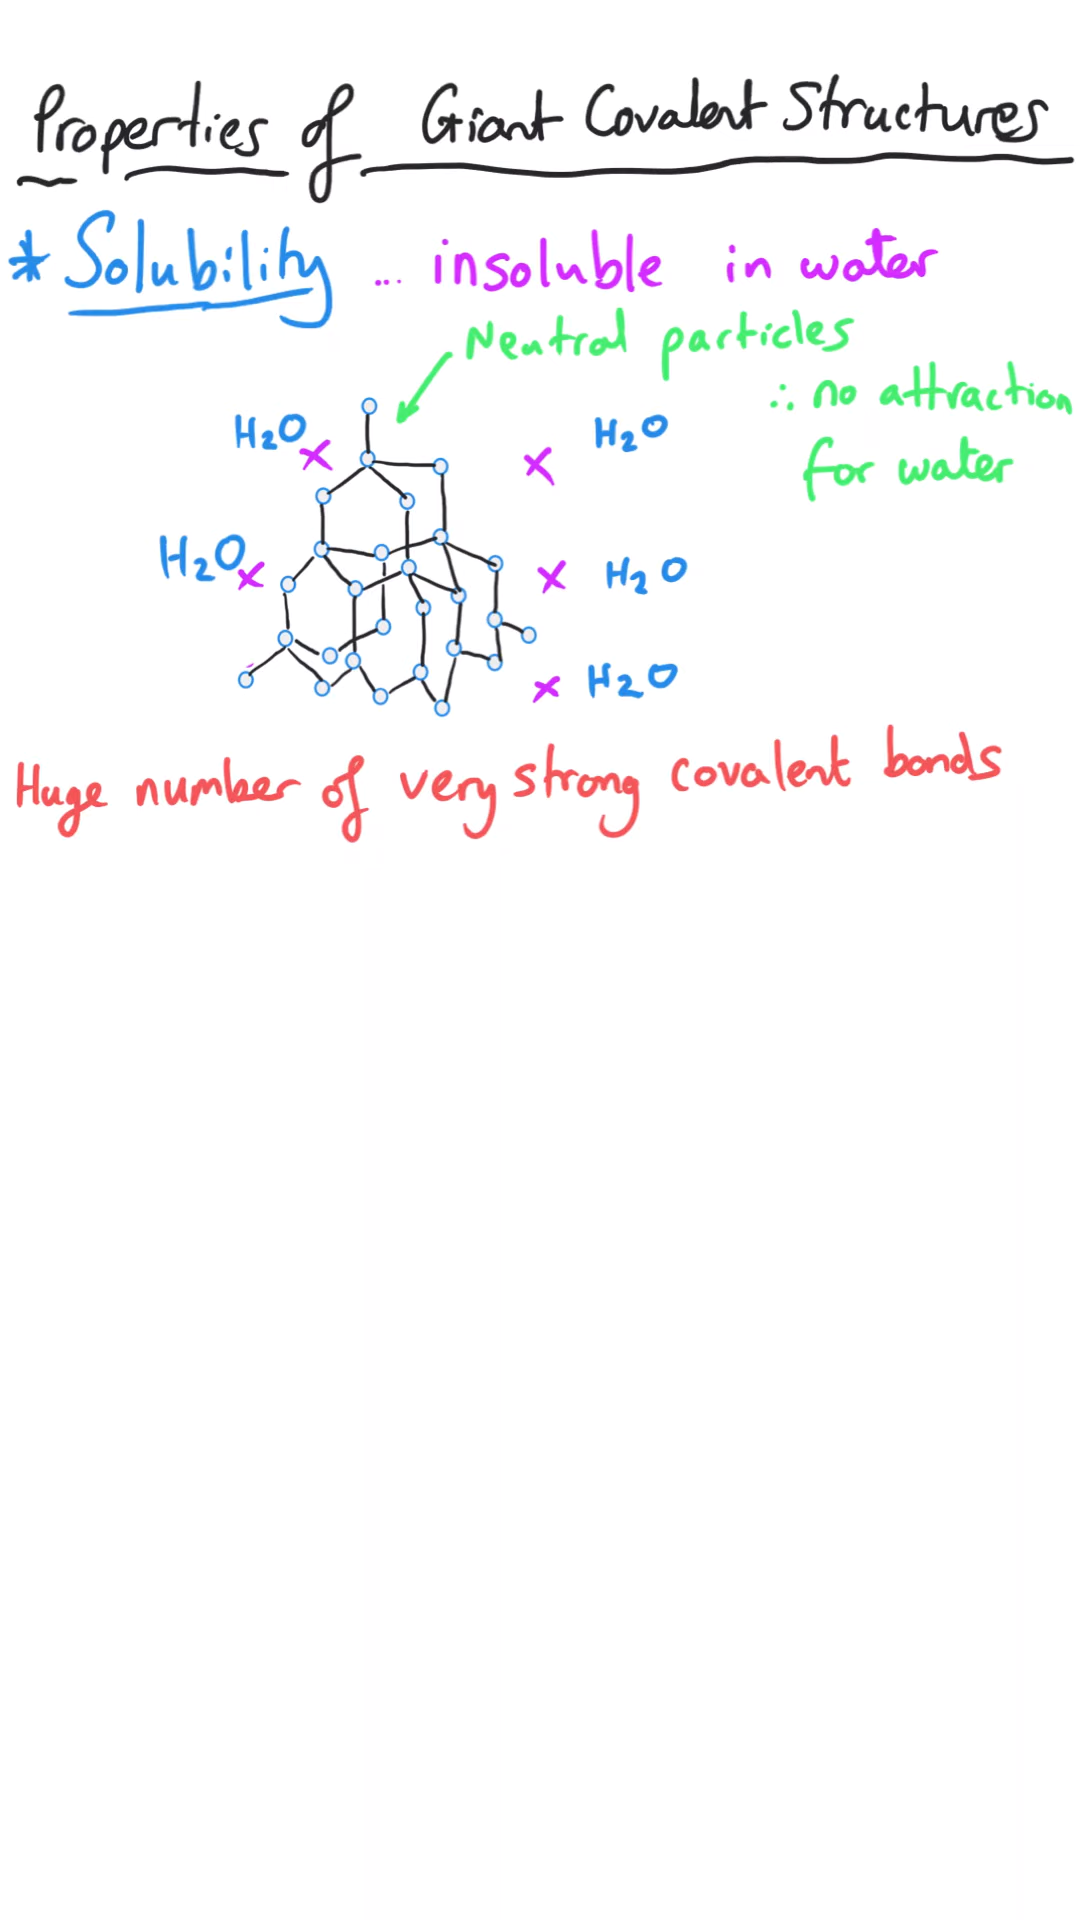 Properties of Giant Covalent Structures
* Solubility ... insoluble in water
Neutral particles
∴ no attraction
for water
H₂O x x H₂O
H₂O x x H₂O
x H₂O
Huge number of very strong covalent bonds